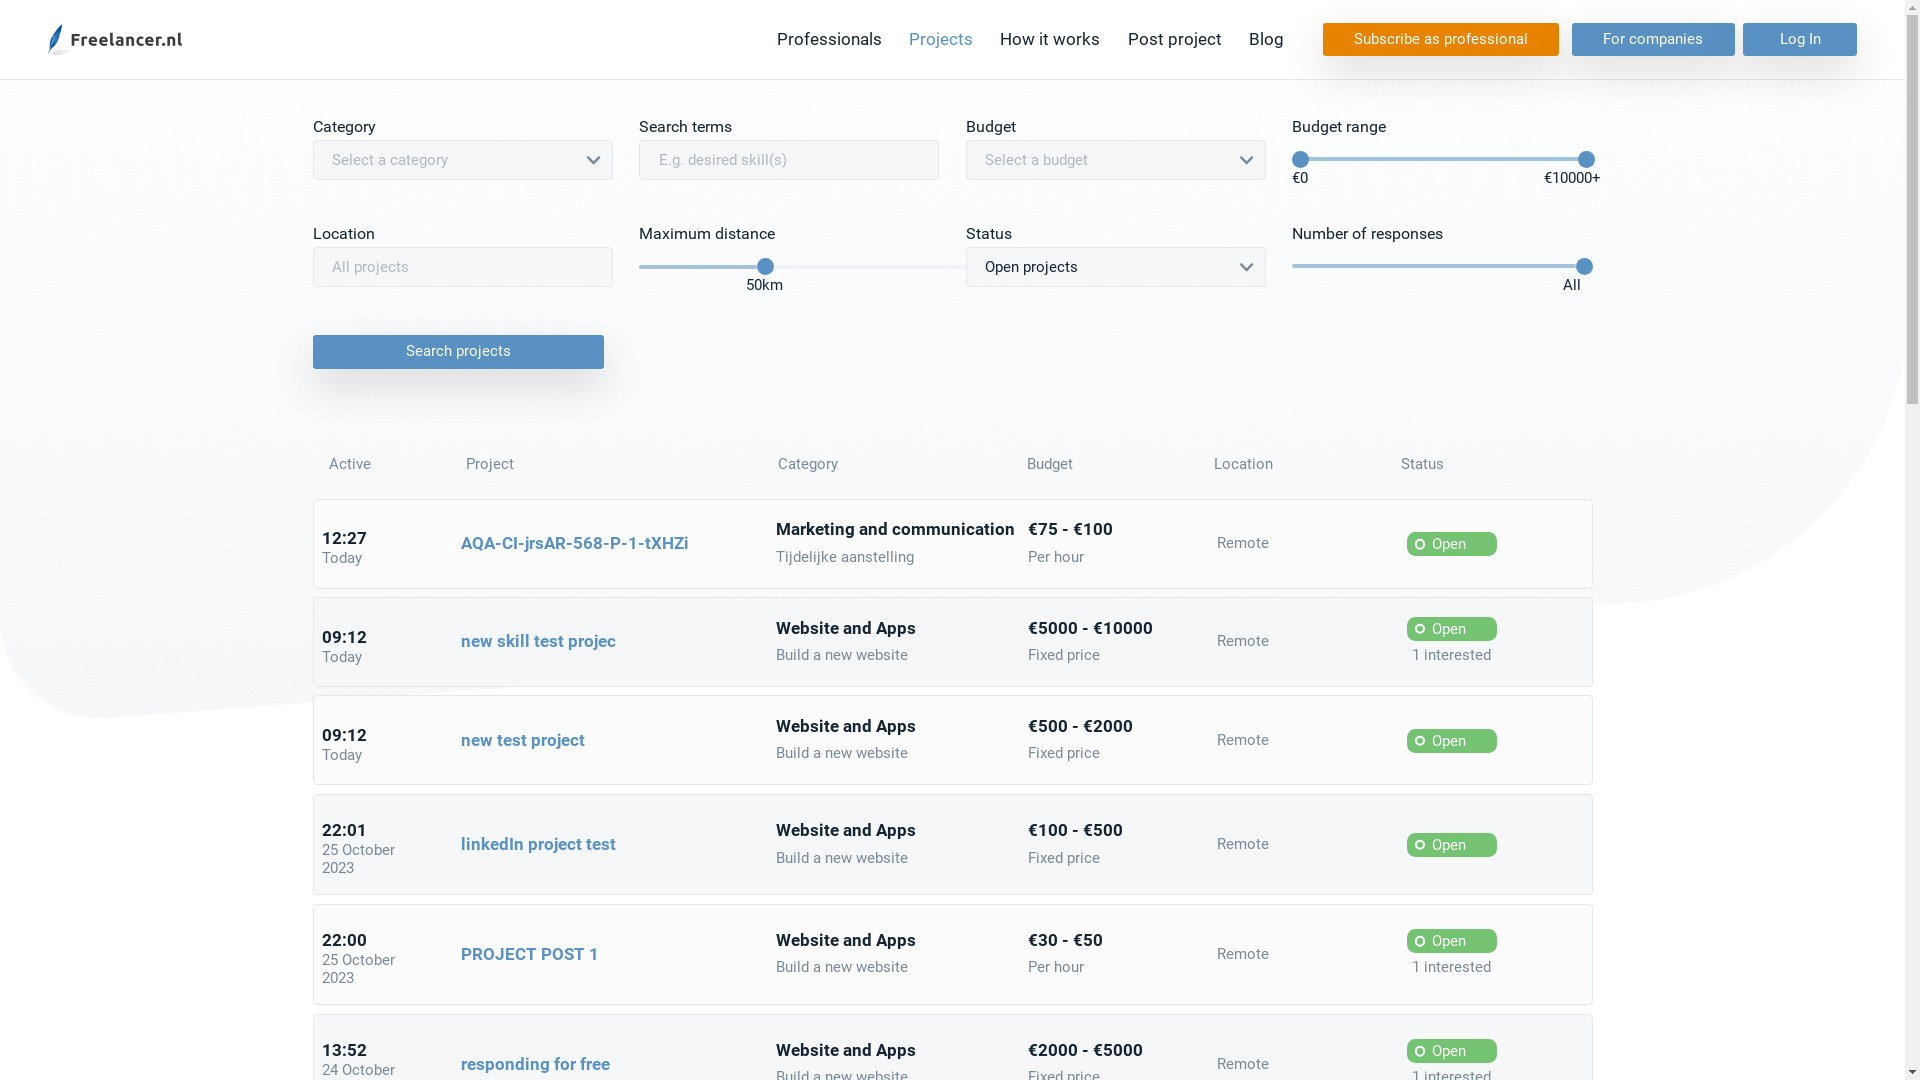 Freelancer.nl
Professionals
Projects
How it works
Post project
Blog
Subscribe as professional
For companies
Log In
Category
Search terms
Budget
Budget range
Select a category
E.g. desired skill(s)
Select a budget
€0
€10000+
Location
Maximum distance
Status
Number of responses
All projects
50km
Open projects
All
Search projects
Active
Project
Category
Budget
Location
Status
12:27
Today
AQA-CI-jrsAR-568-P-1-tXHZi
Marketing and communication
Tijdelijke aanstelling
€75 - €100
Per hour
Remote
Open
09:12
Today
new skill test projec
Website and Apps
Build a new website
€5000 - €10000
Fixed price
Remote
Open
1 interested
09:12
Today
new test project
Website and Apps
Build a new website
€500 - €2000
Fixed price
Remote
Open
22:01
25 October
2023
linkedIn project test
Website and Apps
Build a new website
€100 - €500
Fixed price
Remote
Open
22:00
25 October
2023
PROJECT POST 1
Website and Apps
Build a new website
€30 - €50
Per hour
Remote
Open
1 interested
13:52
24 October
responding for free
Website and Apps
Build a new website
€2000 - €5000
Fixed price
Remote
Open
1 interested